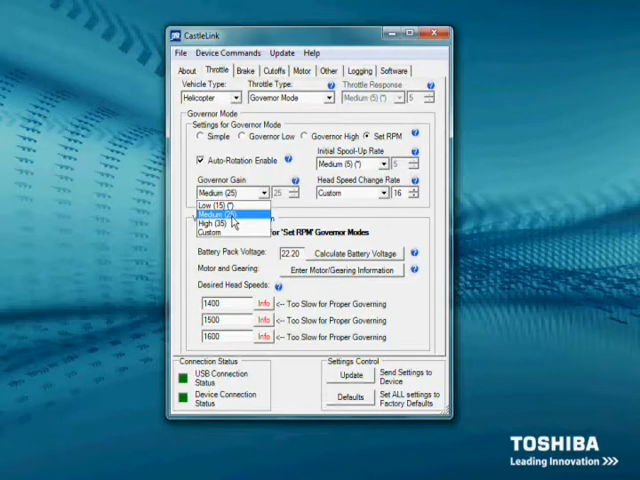 CastleLink
File Device Commands Update Help
About Throttle Brake Cutoffs Motor Other Logging Software
Vehicle Type: Throttle Type: Throttle Response
Helicopter Governor Mode Medium (5) (*) 5
Governor Mode
Settings for Governor Mode
Simple Governor Low Governor High Set RPM
Initial Spool-Up Rate
Auto-Rotation Enable Medium (5) (*) 5
Governor Gain Head Speed Change Rate
Medium (25) 25 Custom 16
Low (15) (*)
Medium (25)
High (35)
Custom
or 'Set RPM' Governor Modes
Battery Pack Voltage: 22.20 Calculate Battery Voltage
Motor and Gearing: Enter Motor/Gearing Information
Desired Head Speeds:
1400 Info <-- Too Slow for Proper Governing
1500 Info <-- Too Slow for Proper Governing
1600 Info <-- Too Slow for Proper Governing
Connection Status Settings Control
USB Connection Status Update Send Settings to Device
Device Connection Status Defaults Set ALL settings to Factory Defaults
TOSHIBA
Leading Innovation >>>